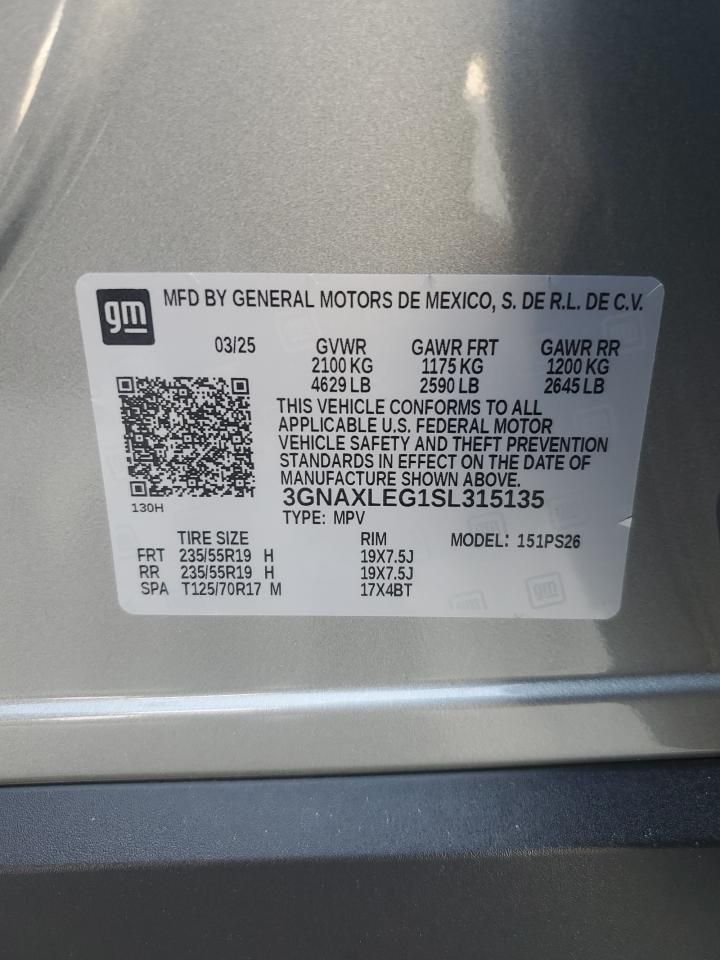 gm
MFD BY GENERAL MOTORS DE MEXICO, S. DE R.L. DE C.V.
03/25 GVWR GAWR FRT GAWR RR
2100 KG 1175 KG 1200 KG
4629 LB 2590 LB 2645 LB
THIS VEHICLE CONFORMS TO ALL
APPLICABLE U.S. FEDERAL MOTOR
VEHICLE SAFETY AND THEFT PREVENTION
STANDARDS IN EFFECT ON THE DATE OF
MANUFACTURE SHOWN ABOVE.
3GNAXLEG1SL315135
130H
TYPE: MPV
TIRE SIZE RIM MODEL: 151PS26
FRT 235/55R19 H 19X7.5J
RR 235/55R19 H 19X7.5J
SPA T125/70R17 M 17X4BT
gm
gm